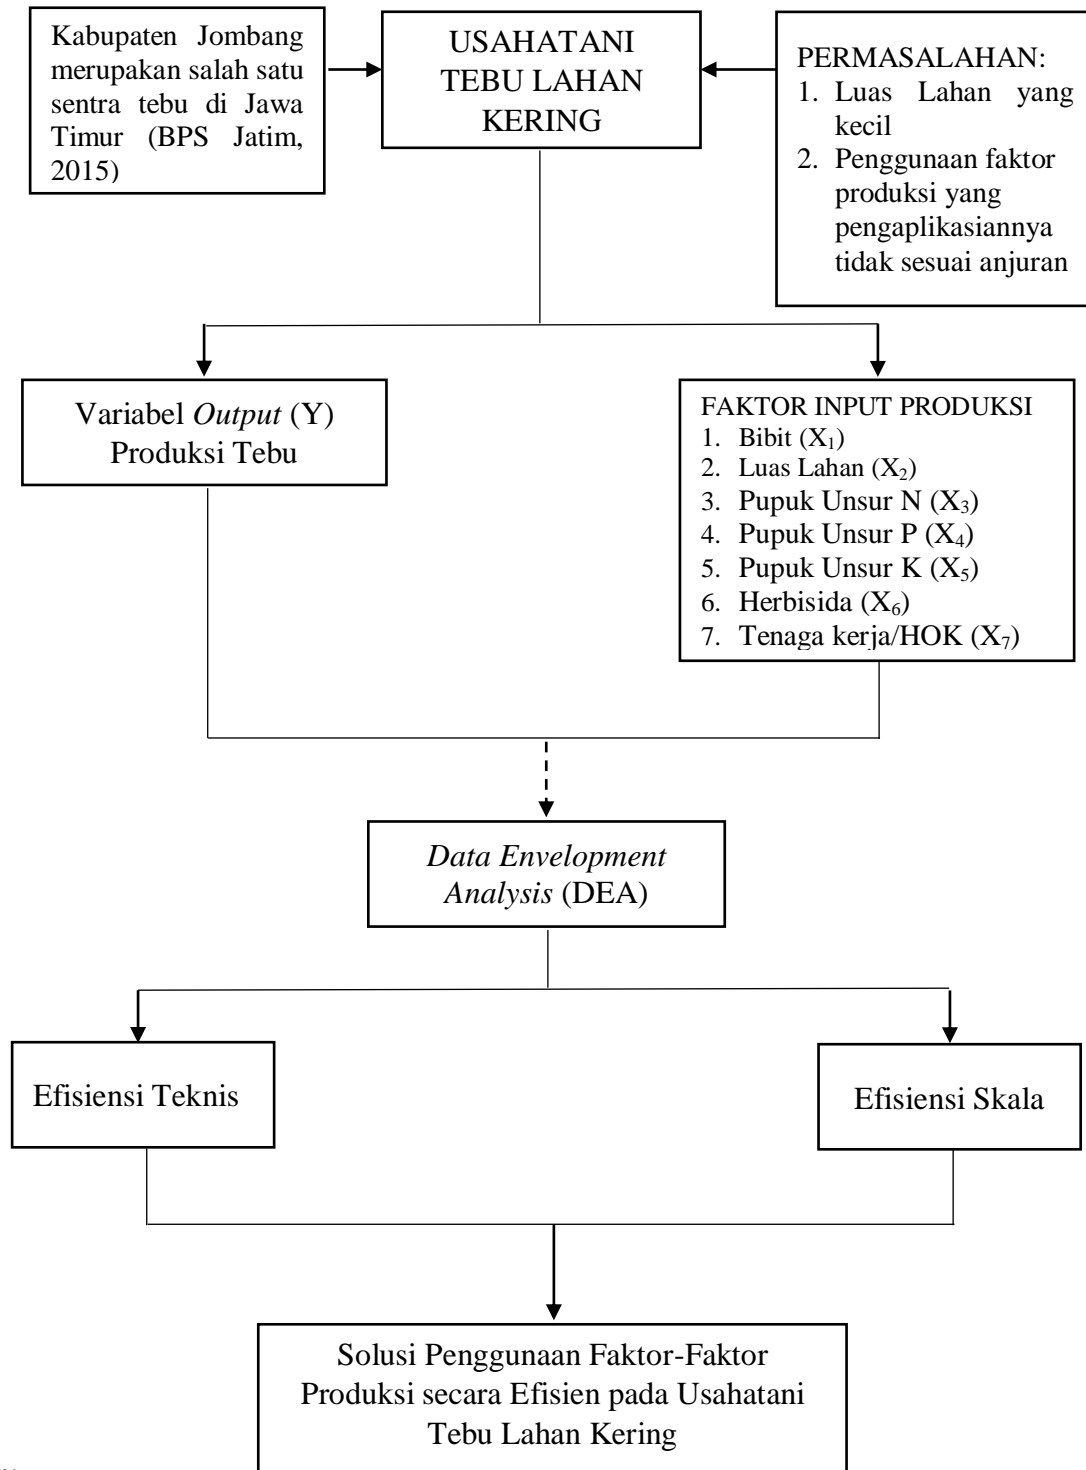 Kabupaten Jombang
merupakan salah satu
sentra tebu di Jawa
Timur (BPS Jatim,
2015)
USAHATANI
TEBU LAHAN
KERING
PERMASALAHAN:
1. Luas Lahan yang
kecil
2. Penggunaan faktor
produksi yang
pengaplikasiannya
tidak sesuai anjuran
Variabel Output (Y)
Produksi Tebu
FAKTOR INPUT PRODUKSI
1. Bibit (X₁)
2. Luas Lahan (X₂)
3. Pupuk Unsur N (X₃)
4. Pupuk Unsur P (X₄)
5. Pupuk Unsur K (X₅)
6. Herbisida (X₆)
7. Tenaga kerja/HOK (X₇)
Data Envelopment
Analysis (DEA)
Efisiensi Teknis
Efisiensi Skala
Solusi Penggunaan Faktor-Faktor
Produksi secara Efisien pada Usahatani
Tebu Lahan Kering